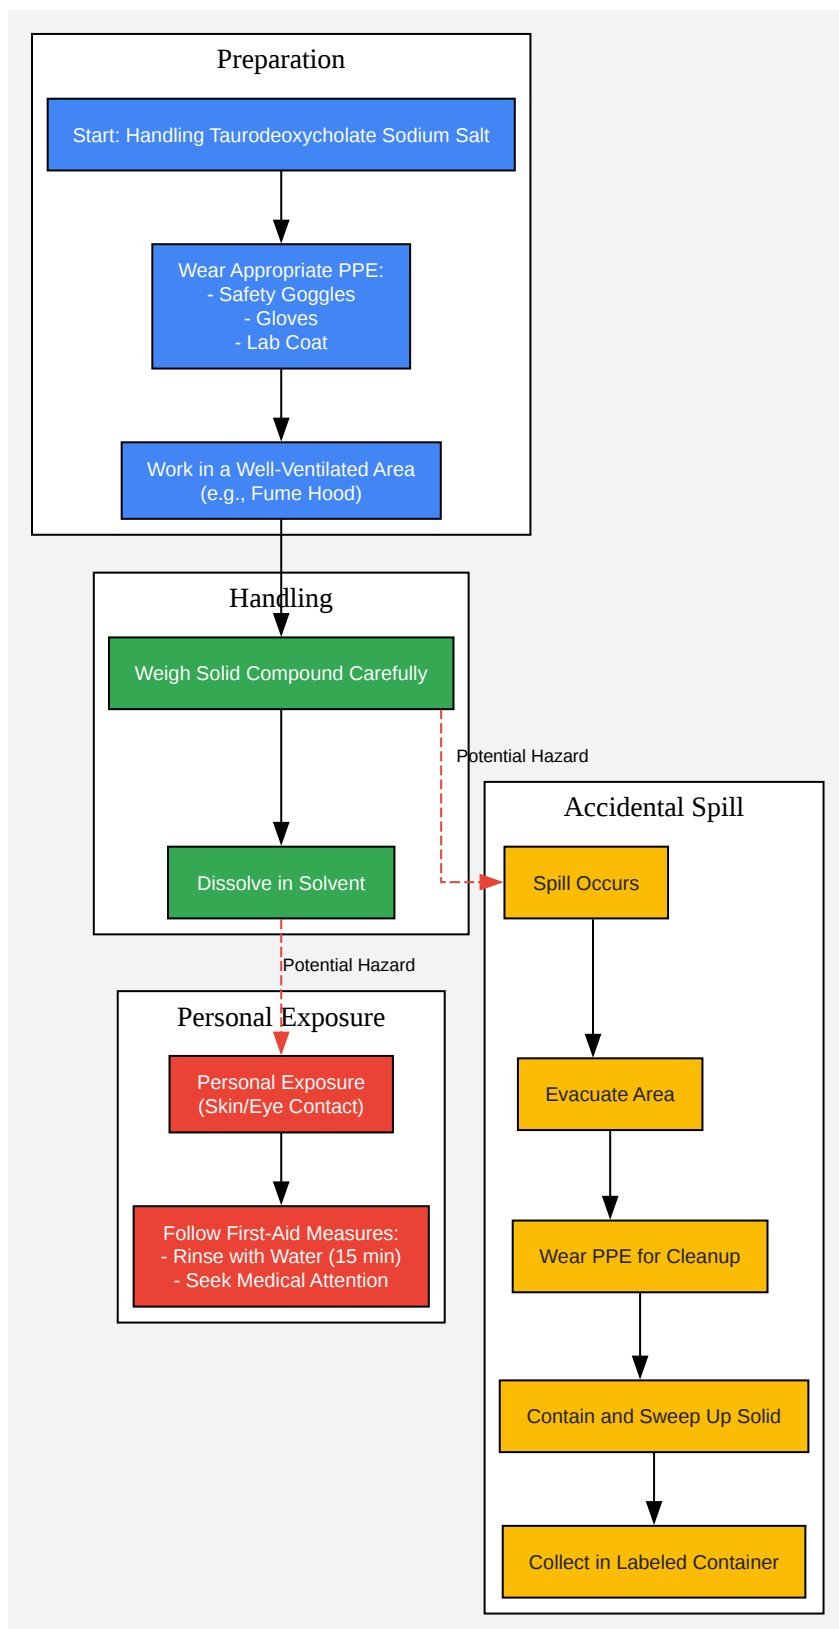 Preparation
Start: Handling Taurodeoxycholate Sodium Salt
Wear Appropriate PPE:
- Safety Goggles
- Gloves
- Lab Coat
Work in a Well-Ventilated Area
(e.g., Fume Hood)
Handling
Weigh Solid Compound Carefully
Potential Hazard
Dissolve in Solvent
Potential Hazard
Personal Exposure
Personal Exposure
(Skin/Eye Contact)
Follow First-Aid Measures:
- Rinse with Water (15 min)
- Seek Medical Attention
Accidental Spill
Spill Occurs
Evacuate Area
Wear PPE for Cleanup
Contain and Sweep Up Solid
Collect in Labeled Container